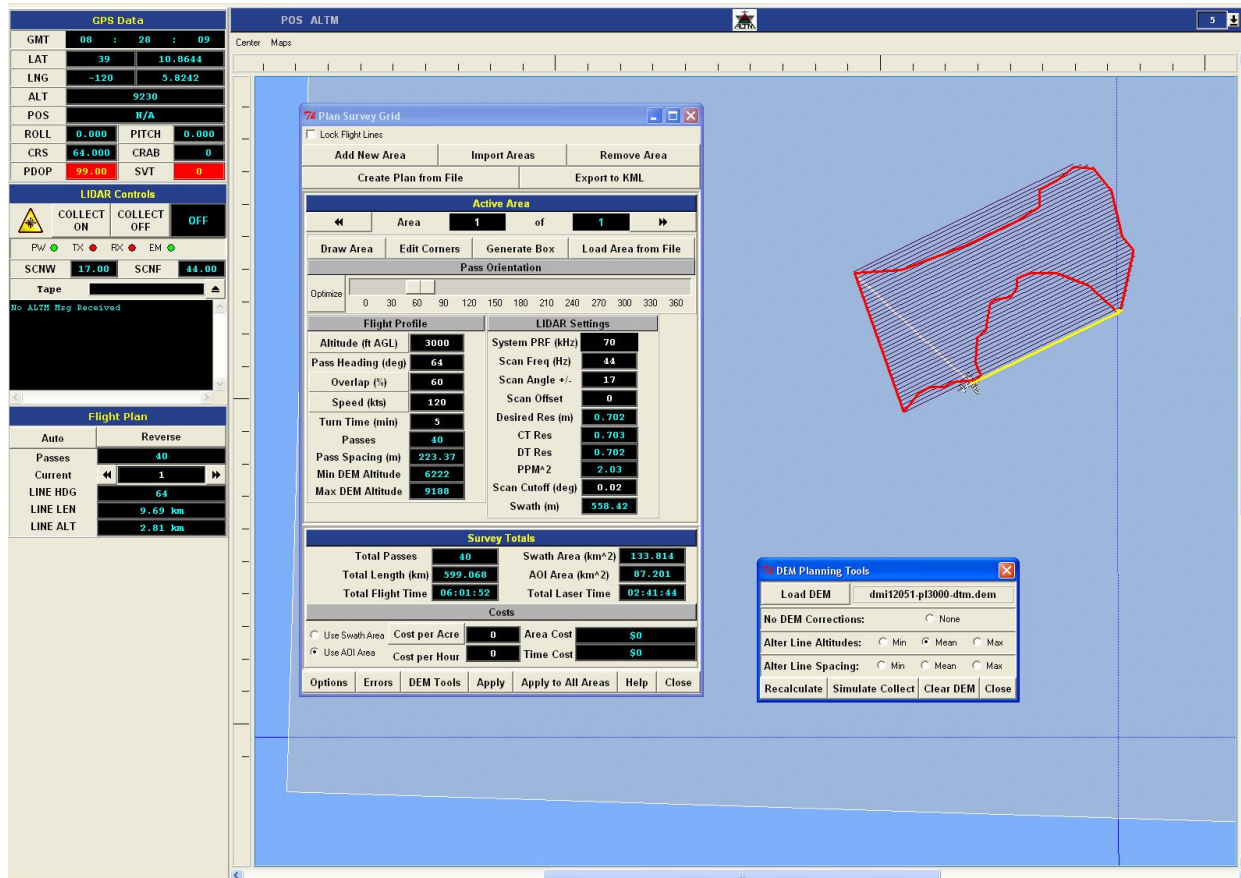 GPS Data
GMT 08 : 28 : 09
LAT 39 10.8644
LNG -120 5.8242
ALT 9230
POS N/A
ROLL 0.000 PITCH 0.000
CRS 64.000 CRAB 0
PDOP 99.00 SVT 0
LIDAR Controls
COLLECT ON COLLECT OFF OFF
PW TX RX EM
SCNW 17.00 SCNF 44.00
Tape
No ALTM Msg Received
Flight Plan
Auto Reverse
Passes 40
Current 1
LINE HDG 64
LINE LEN 9.69 km
LINE ALT 2.81 km
POS ALTM
ALTM
5
Center Maps
Plan Survey Grid
Lock Flight Lines
Add New Area Import Areas Remove Area
Create Plan from File Export to KML
Active Area
Area 1 of 1
Draw Area Edit Corners Generate Box Load Area from File
Pass Orientation
Optimize
0 30 60 90 120 150 180 210 240 270 300 330 360
Flight Profile
Altitude (ft AGL) 3000
Pass Heading (deg) 64
Overlap (%) 60
Speed (kts) 120
Turn Time (min) 5
Passes 40
Pass Spacing (m) 223.37
Min DEM Altitude 6222
Max DEM Altitude 9188
LIDAR Settings
System PRF (kHz) 70
Scan Freq (Hz) 44
Scan Angle +/- 17
Scan Offset 0
Desired Res (m) 0.702
CT Res 0.703
DT Res 0.702
PPM^2 2.03
Scan Cutoff (deg) 0.02
Swath (m) 558.42
Survey Totals
Total Passes 40 Swath Area (km^2) 133.814
Total Length (km) 599.068 AOI Area (km^2) 87.201
Total Flight Time 06:01:52 Total Laser Time 02:41:44
Costs
Use Swath Area Cost per Acre 0 Area Cost $0
Use AOI Area Cost per Hour 0 Time Cost $0
Options Errors DEM Tools Apply Apply to All Areas Help Close
DEM Planning Tools
Load DEM dmi12051-pl3000-dtm.dem
No DEM Corrections: None
Alter Line Altitudes: Min Mean Max
Alter Line Spacing: Min Mean Max
Recalculate Simulate Collect Clear DEM Close